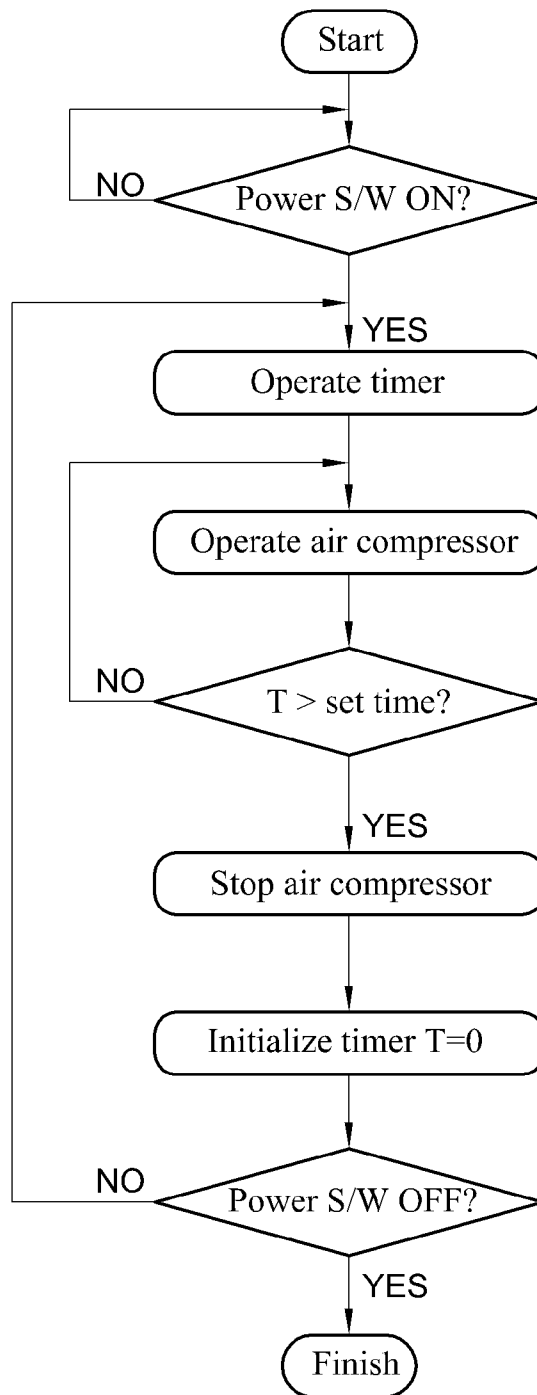 Start
NO
Power S/W ON?
YES
Operate timer
Operate air compressor
NO
T > set time?
YES
Stop air compressor
Initialize timer T=0
NO
Power S/W OFF?
YES
Finish